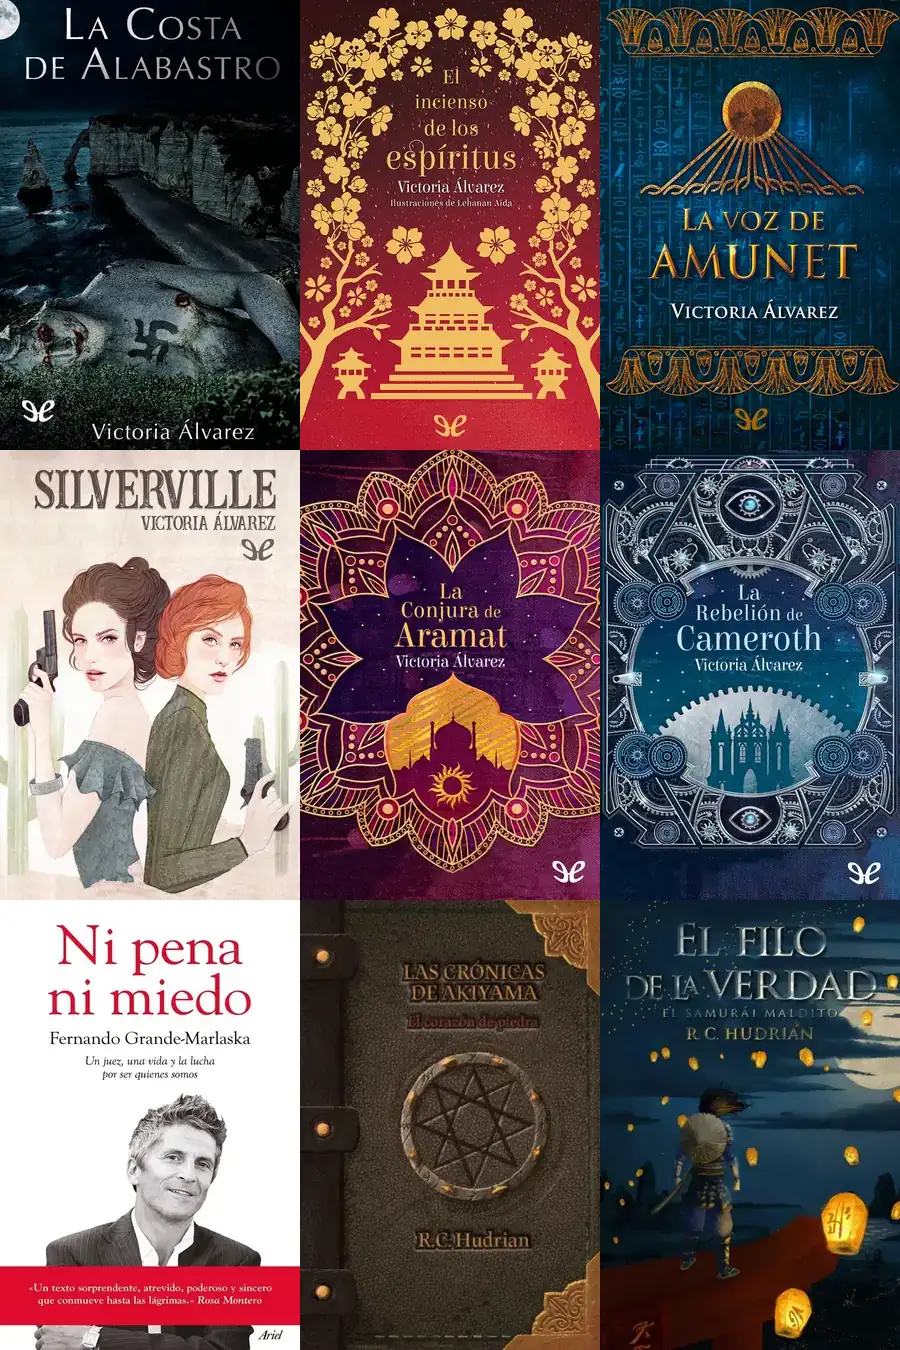 LA COSTA
DE ALABASTRO
Victoria Álvarez
El
incienso
de los
espíritus
Victoria Álvarez
Ilustraciones de Lehanan Aida
LA VOZ DE
AMUNET
VICTORIA ÁLVAREZ
SILVERVILLE
VICTORIA ÁLVAREZ
La
Conjura de
Aramat
Victoria Álvarez
La
Rebelión de
Cameroth
Victoria Álvarez
Ni pena
ni miedo
Fernando Grande-Marlaska
Un juez, una vida y la lucha
por ser quienes somos
«Un texto sorprendente, atrevido, poderoso y sincero
que conmueve hasta las lágrimas.» Rosa Montero
Ariel
LAS CRÓNICAS
DE AKIYAMA
El corazón de piedra
R.C. Hudrian
EL FILO
DE LA VERDAD
EL SAMURÁI MALDITO
R.C. HUDRIAN